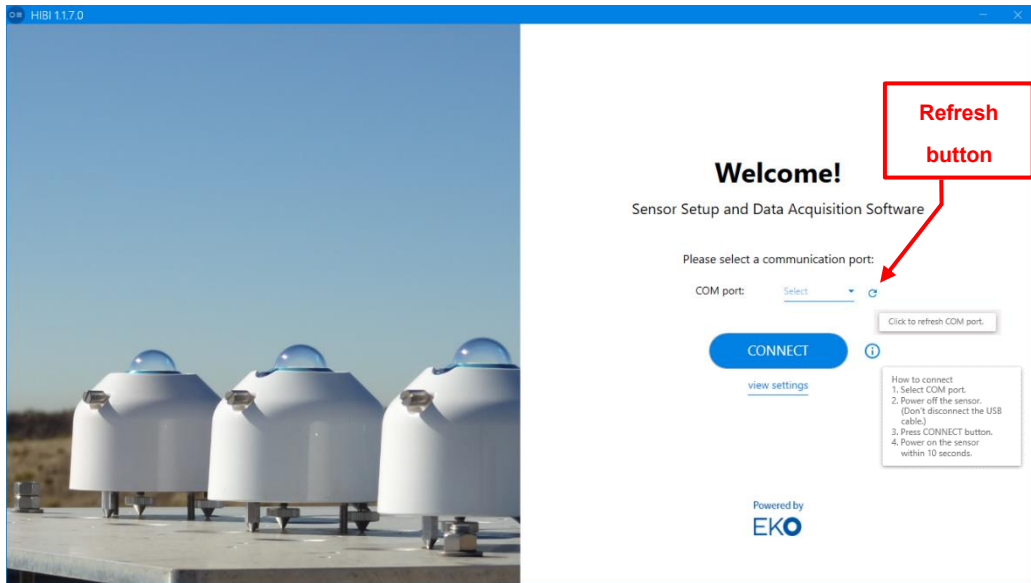 HIBI 1.1.7.0
Refresh
button
Welcome!
Sensor Setup and Data Acquisition Software
Please select a communication port:
COM port:
Select
Click to refresh COM port.
CONNECT
view settings
How to connect
1. Select COM port.
2. Power off the sensor.
(Don't disconnect the USB
cable.)
3. Press CONNECT button.
4. Power on the sensor
within 10 seconds.
Powered by
EKO